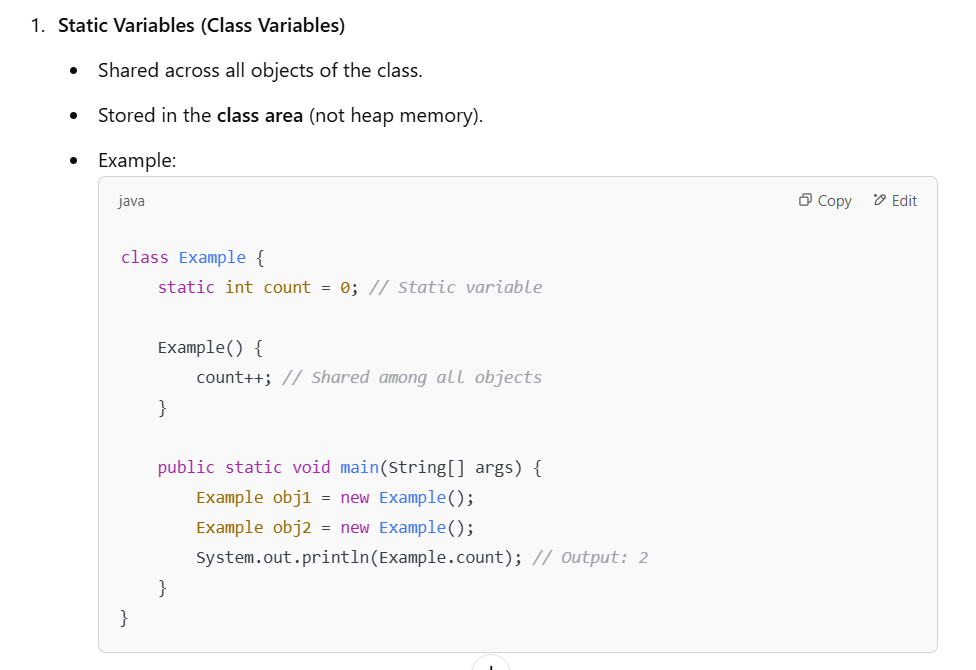 1. Static Variables (Class Variables)
• Shared across all objects of the class.
• Stored in the class area (not heap memory).
• Example:
java Copy Edit
class Example {
    static int count = 0; // Static variable
    Example() {
        count++; // Shared among all objects
    }
    public static void main(String[] args) {
        Example obj1 = new Example();
        Example obj2 = new Example();
        System.out.println(Example.count); // Output: 2
    }
}